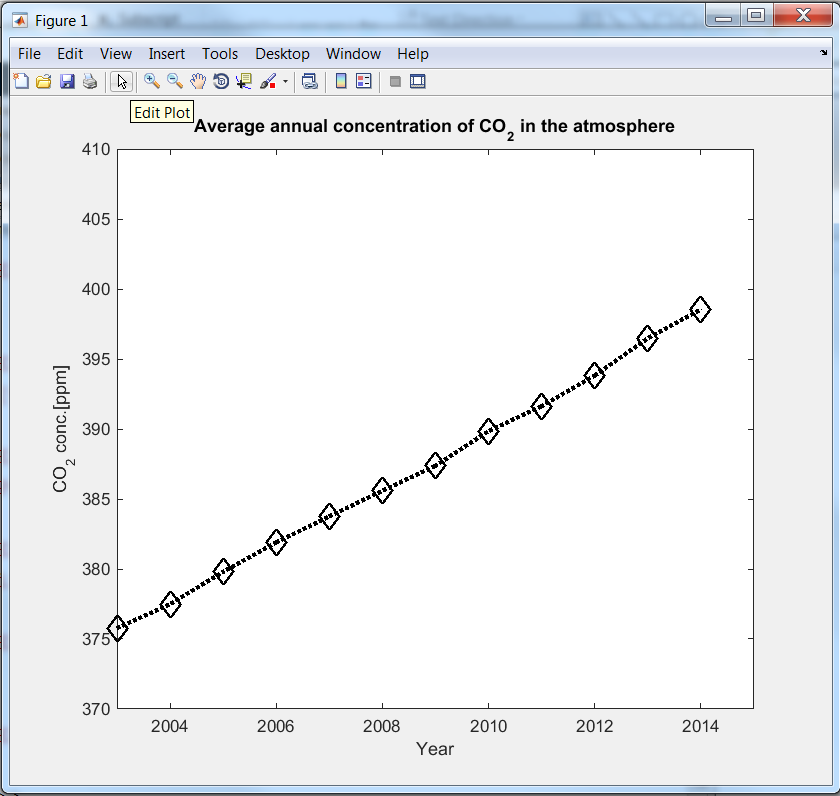 Figure 1
File Edit View Insert Tools Desktop Window Help
Edit Plot
Average annual concentration of CO2 in the atmosphere
410
405
400
395
390
385
380
375
370
CO2 conc.[ppm]
2004 2006 2008 2010 2012 2014
Year